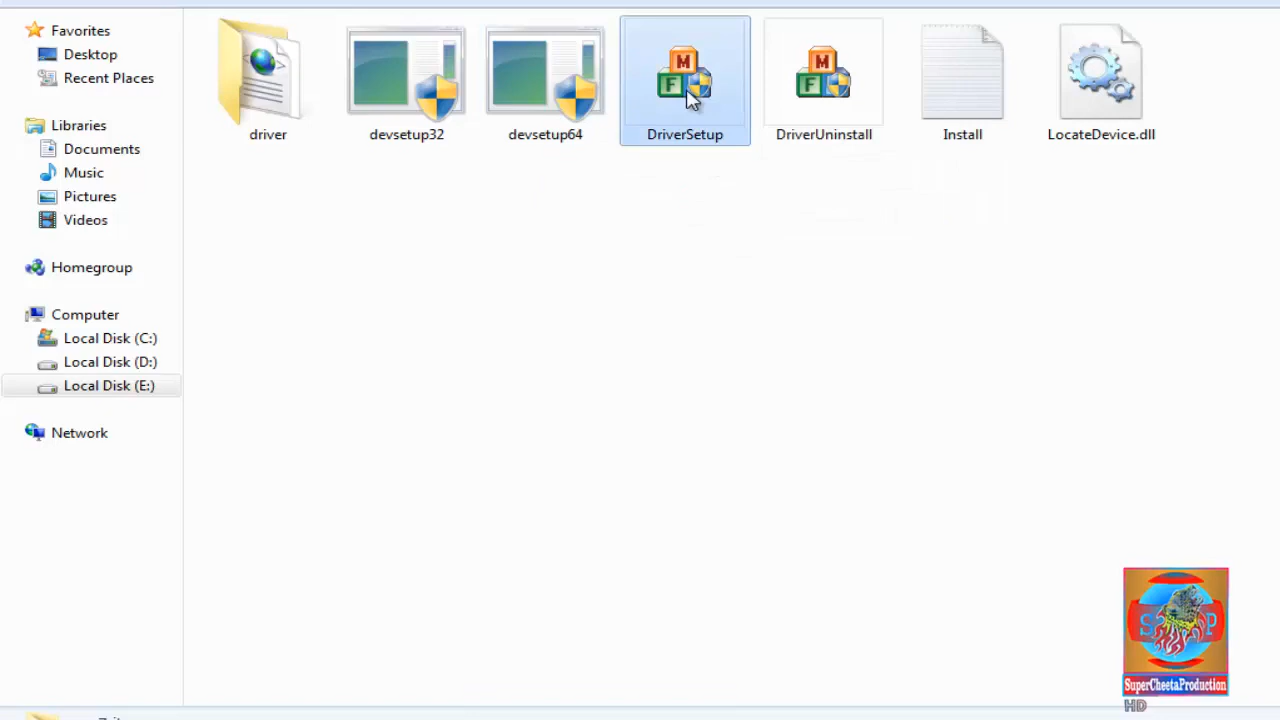 Favorites
Desktop
Recent Places
Libraries
Documents
Music
Pictures
Videos
Homegroup
Computer
Local Disk (C:)
Local Disk (D:)
Local Disk (E:)
Network
driver
devsetup32
devsetup64
DriverSetup
DriverUninstall
Install
LocateDevice.dll
M
F
M
F
S P
SuperCheetaProduction
HD